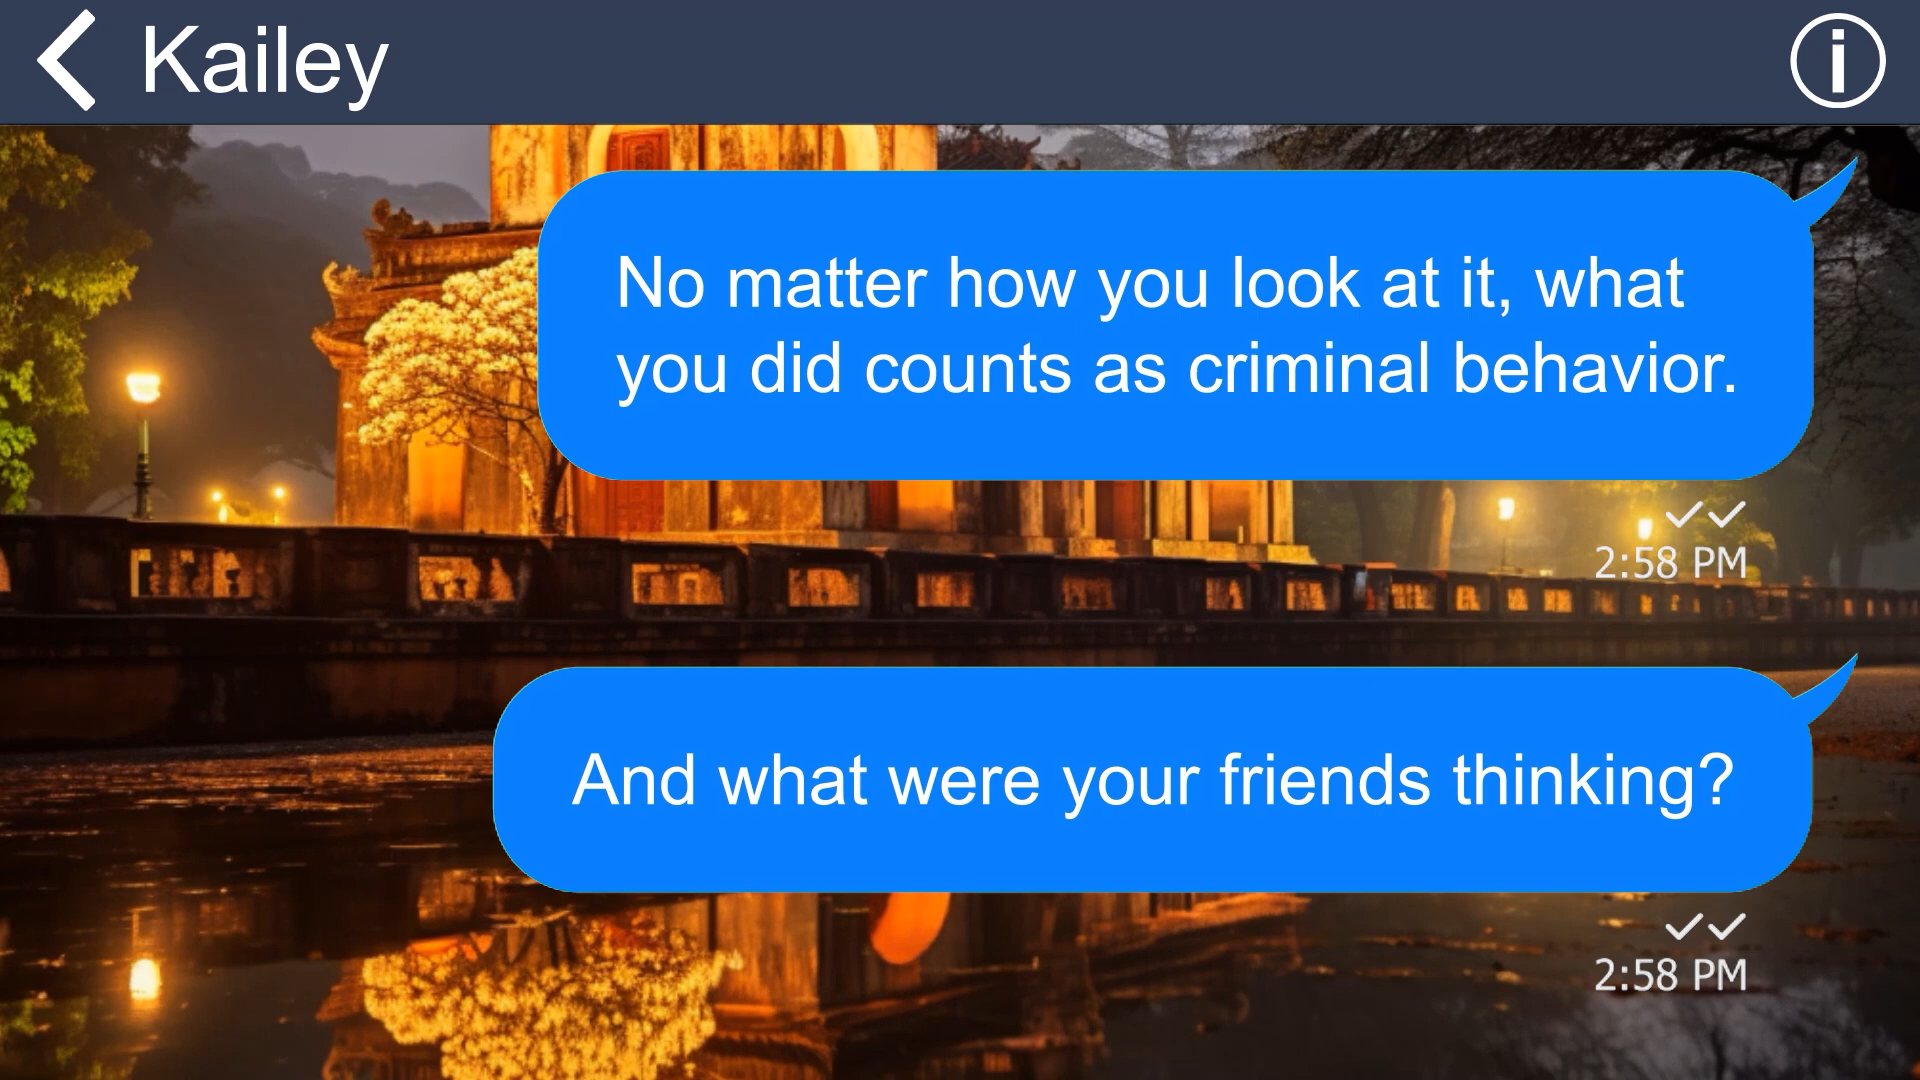 Kailey
No matter how you look at it, what
you did counts as criminal behavior.
2:58 PM
And what were your friends thinking?
2:58 PM